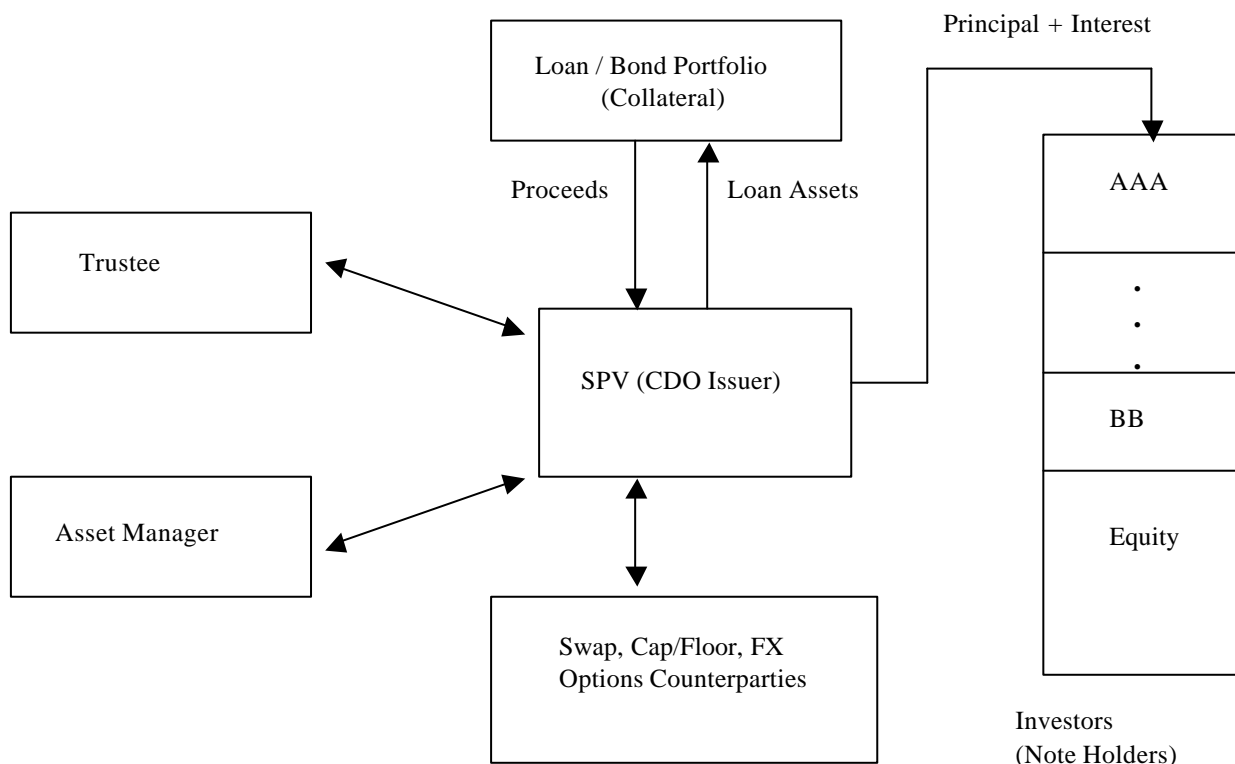 Principal + Interest
Loan / Bond Portfolio
(Collateral)
Proceeds
Loan Assets
AAA
Trustee
SPV (CDO Issuer)
BB
Asset Manager
Equity
Swap, Cap/Floor, FX
Options Counterparties
Investors
(Note Holders)